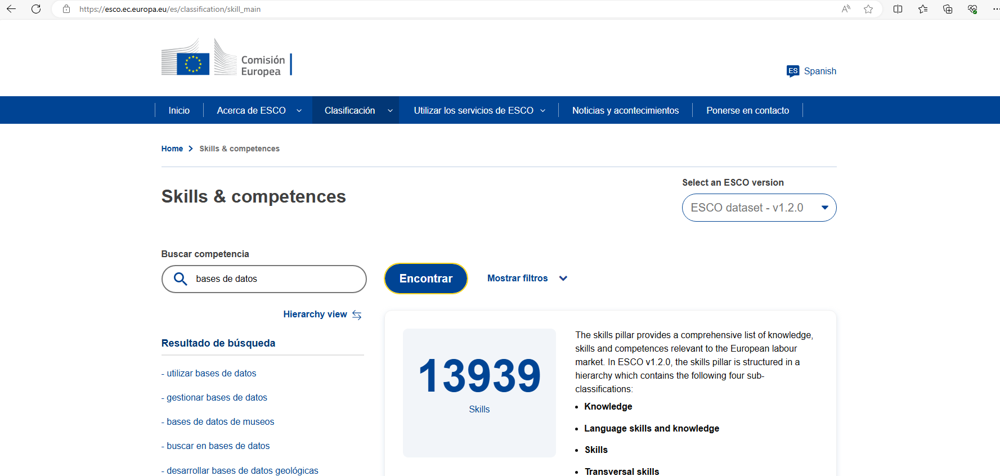 https://esco.ec.europa.eu/es/classification/skill_main
Comisión
Europea
ES Spanish
Inicio Acerca de ESCO Clasificación Utilizar los servicios de ESCO Noticias y acontecimientos Ponerse en contacto
Home Skills & competences
Select an ESCO version
Skills & competences
ESCO dataset - v1.2.0
Buscar competencia
bases de datos
Encontrar
Mostrar filtros
Hierarchy view
Resultado de búsqueda
- utilizar bases de datos
- gestionar bases de datos
- bases de datos de museos
- buscar en bases de datos
- desarrollar bases de datos geológicas
13939
Skills
The skills pillar provides a comprehensive list of knowledge,
skills and competences relevant to the European labour
market. In ESCO v1.2.0, the skills pillar is structured in a
hierarchy which contains the following four sub-
classifications:
• Knowledge
• Language skills and knowledge
• Skills
• Transversal skills